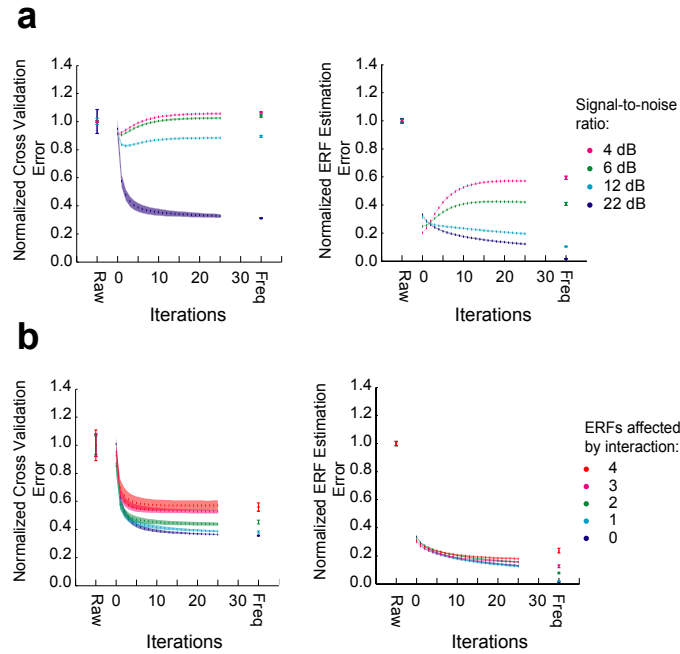 a
Normalized Cross Validation
Error
1.4
1.2
1.0
0.8
0.6
0.4
0.2
0.0
Raw
0
10
20
30
Freq
Iterations
Normalized ERF Estimation
Error
1.4
1.2
1.0
0.8
0.6
0.4
0.2
0.0
Raw
0
10
20
30
Freq
Iterations
Signal-to-noise
ratio:
4 dB
6 dB
12 dB
22 dB
b
Normalized Cross Validation
Error
1.4
1.2
1.0
0.8
0.6
0.4
0.2
0.0
Raw
0
10
20
30
Freq
Iterations
Normalized ERF Estimation
Error
1.4
1.2
1.0
0.8
0.6
0.4
0.2
0.0
Raw
0
10
20
30
Freq
Iterations
ERFs affected
by interaction:
4
3
2
1
0